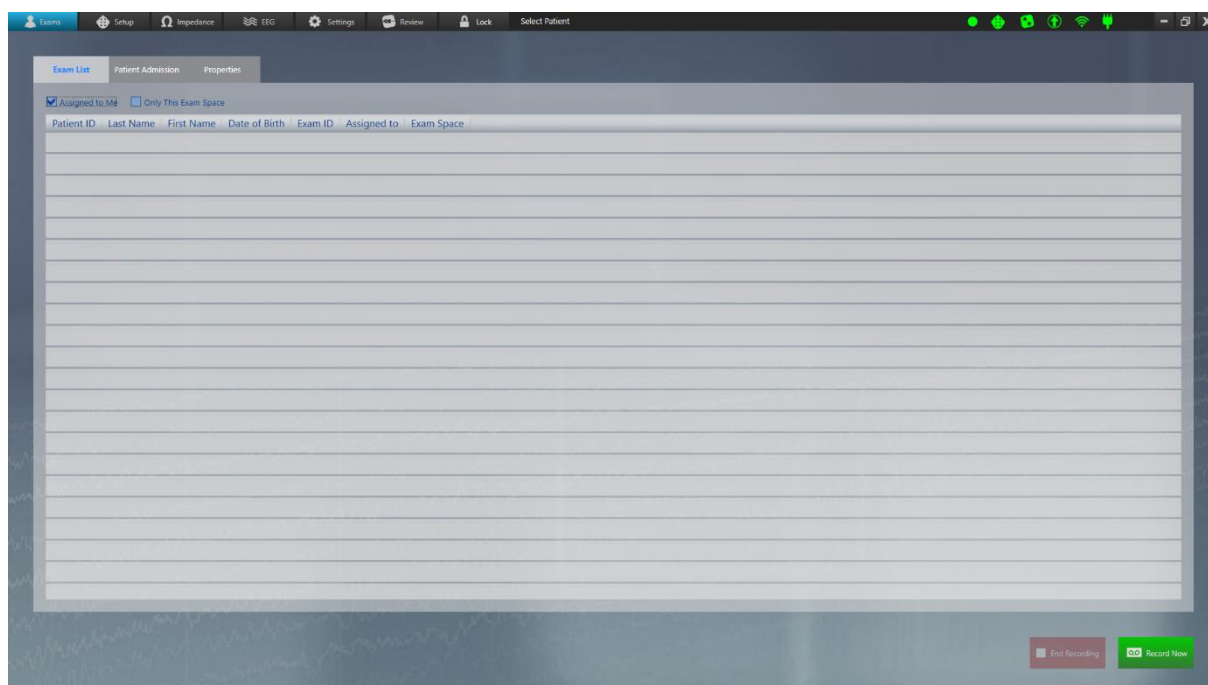 Exams Setup Ω Impedance EEG Settings Review Lock Select Patient
Exam List Patient Admission Properties
Assigned to Me Only This Exam Space
Patient ID Last Name First Name Date of Birth Exam ID Assigned to Exam Space
End Recording Record Now